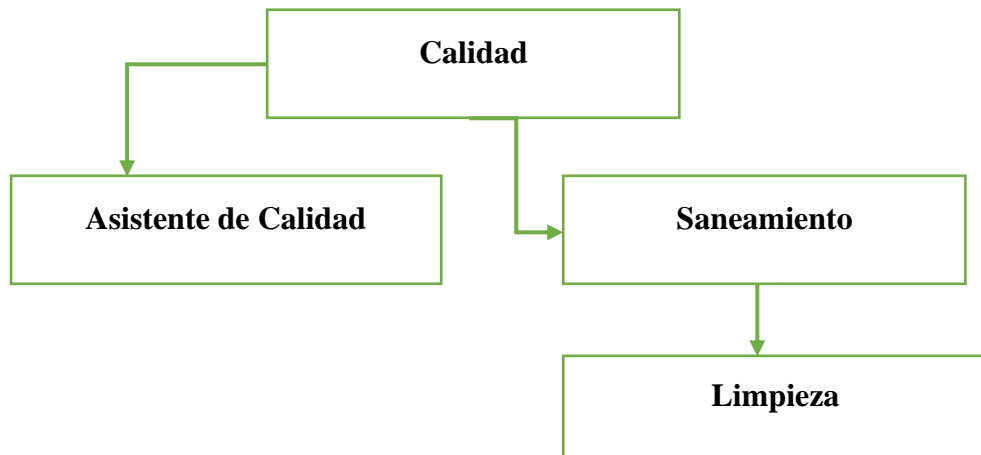 Calidad
Asistente de Calidad
Saneamiento
Limpieza